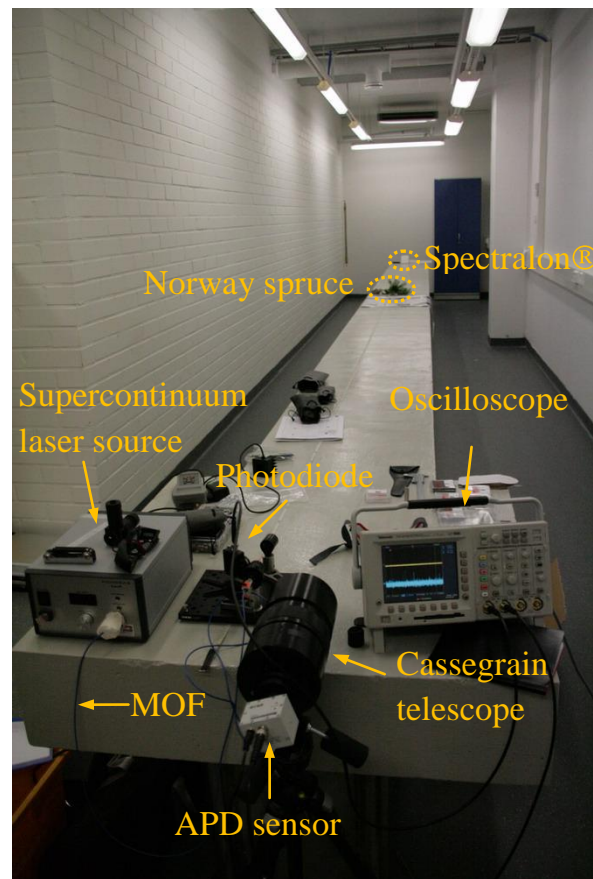 Spectralon®
Norway spruce
Supercontinuum
laser source
Oscilloscope
Photodiode
Cassegrain
telescope
MOF
APD sensor